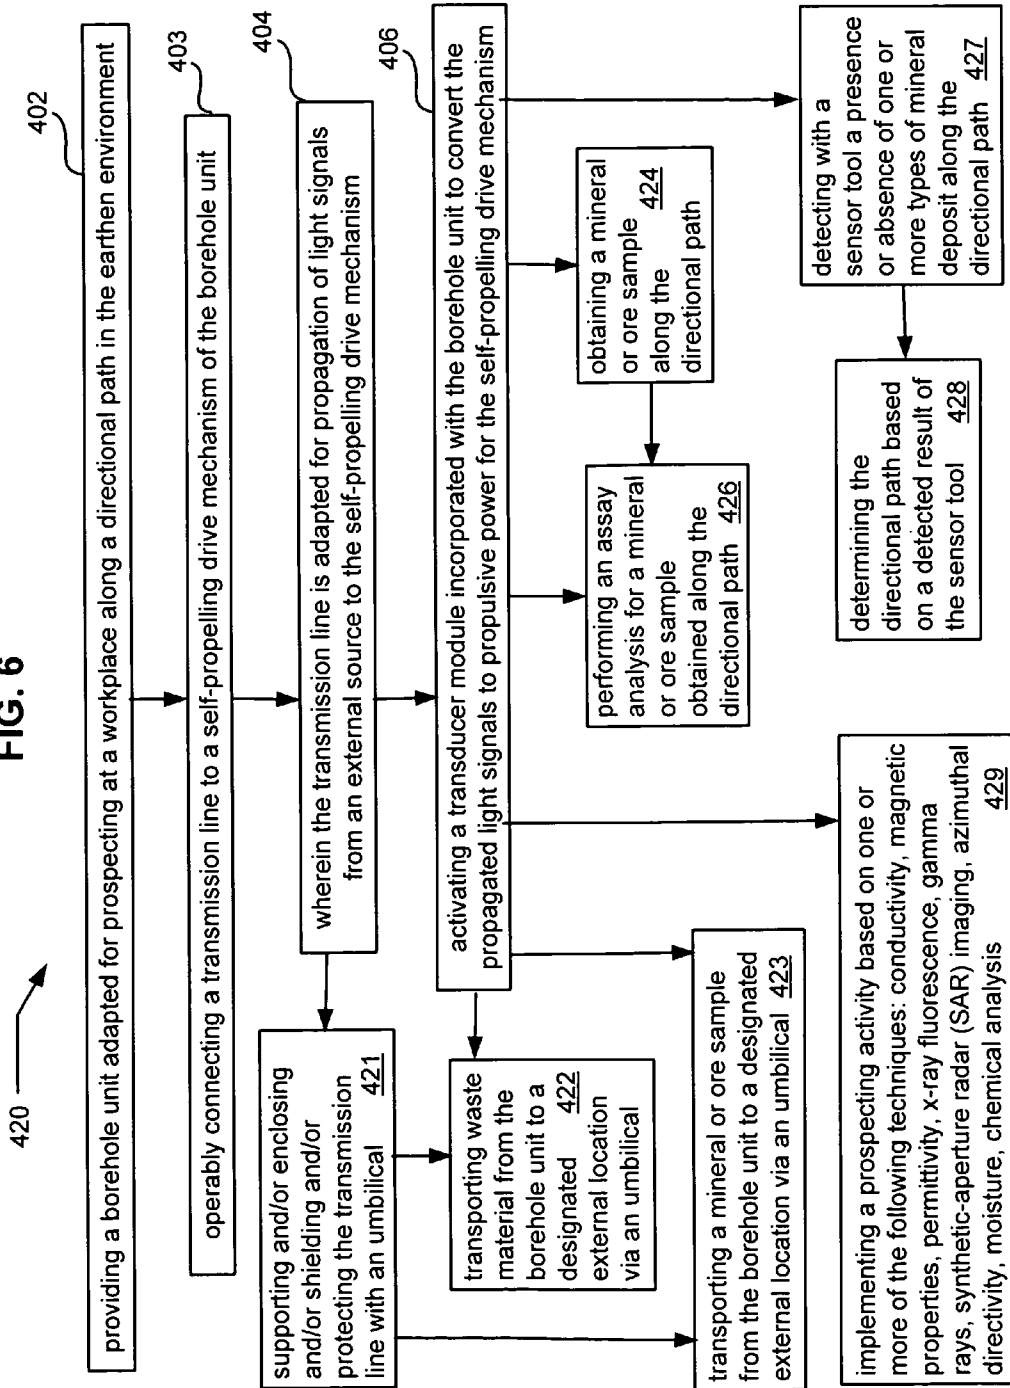 FIG. 6
420
402
providing a borehole unit adapted for prospecting at a workplace along a directional path in the earthen environment
403
operably connecting a transmission line to a self-propelling drive mechanism of the borehole unit
404
wherein the transmission line is adapted for propagation of light signals
from an external source to the self-propelling drive mechanism
406
activating a transducer module incorporated with the borehole unit to convert the
propagated light signals to propulsive power for the self-propelling drive mechanism
supporting and/or enclosing
and/or shielding and/or
protecting the transmission
line with an umbilical 421
transporting waste
material from the
borehole unit to a
designated 422
external location
via an umbilical
transporting a mineral or ore sample
from the borehole unit to a designated
external location via an umbilical 423
obtaining a mineral
or ore sample
along the 424
directional path
performing an assay
analysis for a mineral
or ore sample
obtained along the
directional path 426
detecting with a
sensor tool a presence
or absence of one or
more types of mineral
deposit along the
directional path 427
determining the
directional path based
on a detected result of
the sensor tool 428
implementing a prospecting activity based on one or
more of the following techniques: conductivity, magnetic
properties, permittivity, x-ray fluorescence, gamma
rays, synthetic-aperture radar (SAR) imaging, azimuthal
directivity, moisture, chemical analysis 429